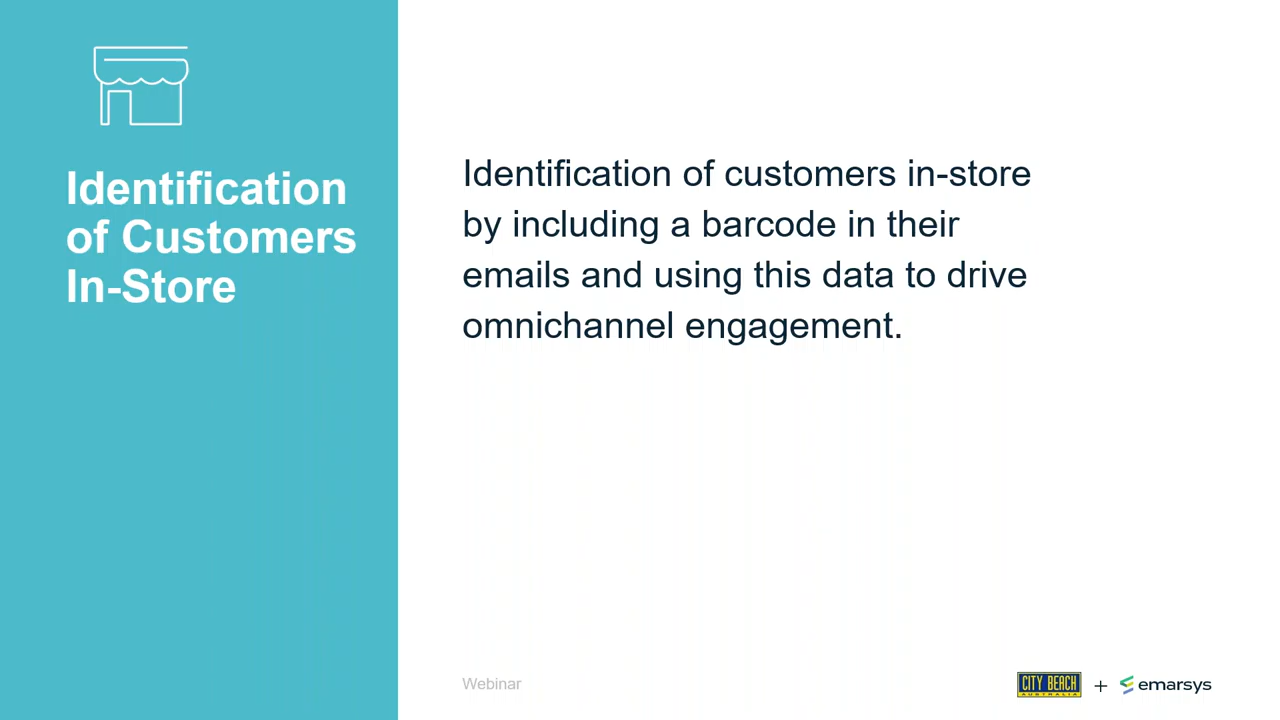 Identification
of Customers
In-Store
Identification of customers in-store
by including a barcode in their
emails and using this data to drive
omnichannel engagement.
Webinar
CITY BEACH
AUSTRALIA
+
emarsys